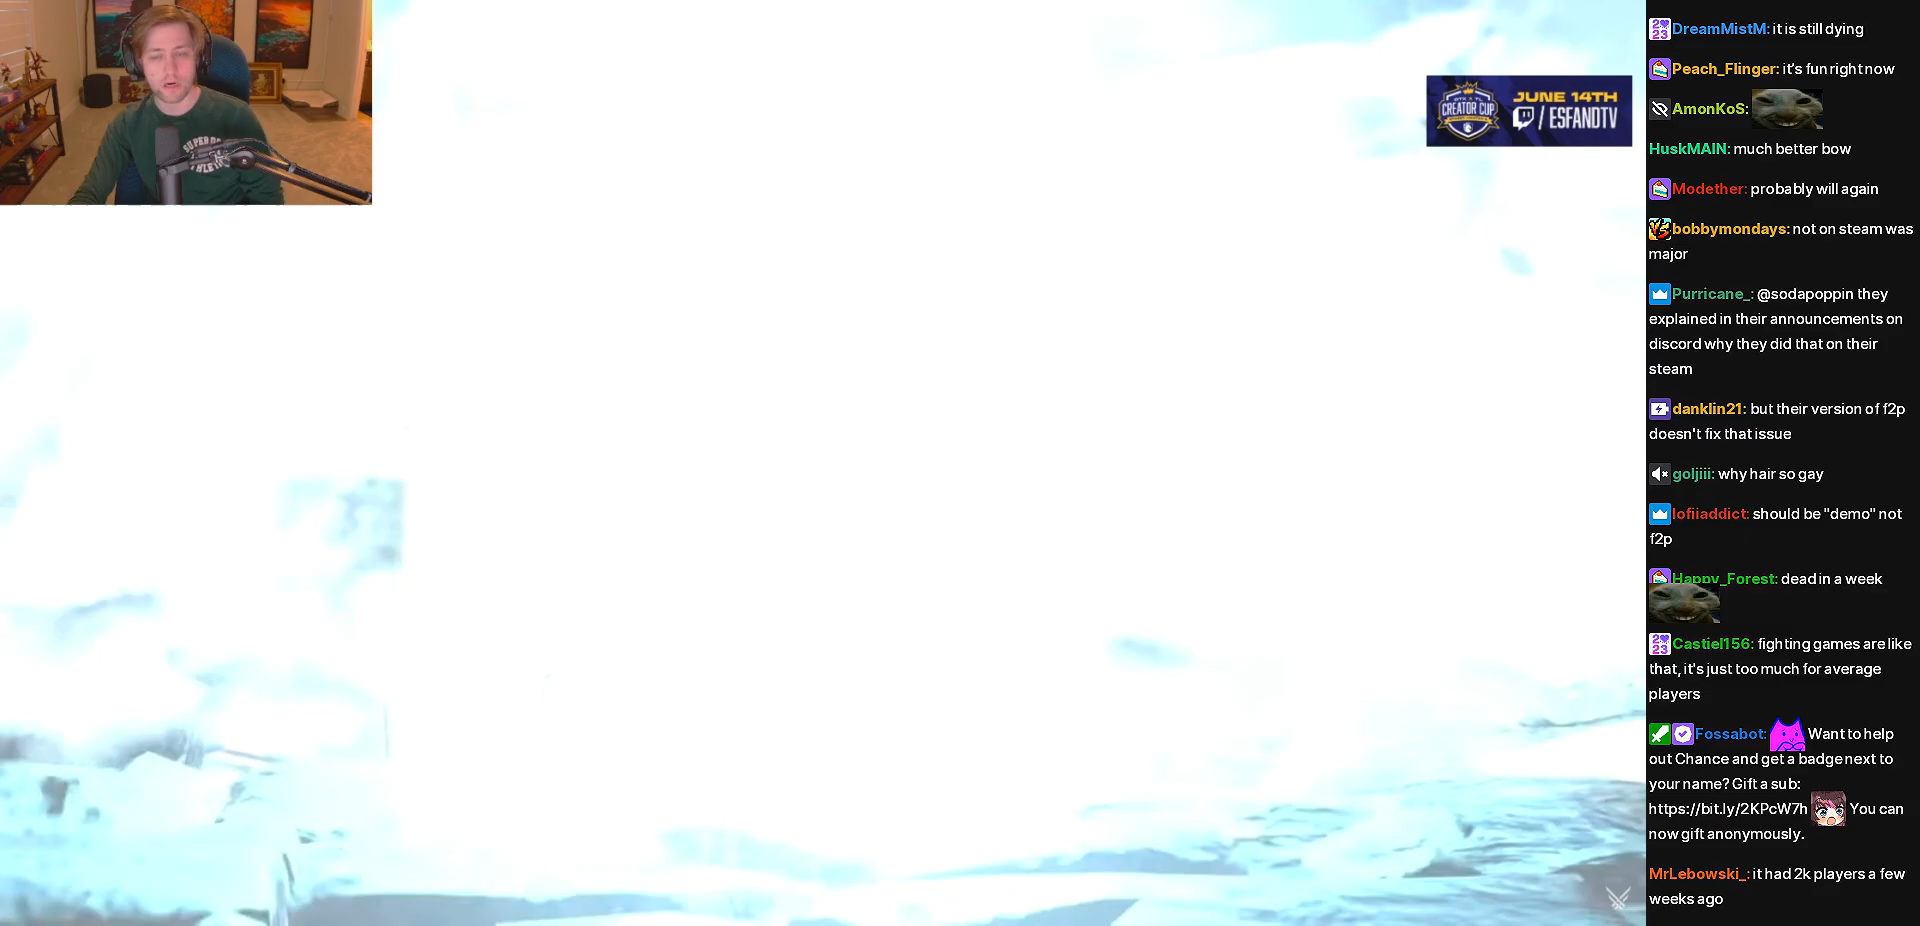 JUNE 14TH
CREATOR CUP
/ ESFANDTV
SUPERDRY
ATHLETIC
DreamMistM: it is still dying
Peach_Flinger: it's fun right now
AmonKoS:
HuskMAIN: much better bow
Modether: probably will again
bobbymondays: not on steam was
major
Purricane_: @sodapoppin they
explained in their announcements on
discord why they did that on their
steam
danklin21: but their version of f2p
doesn't fix that issue
goljiii: why hair so gay
lofiiaddict: should be "demo" not
f2p
Happy_Forest: dead in a week
Castiel156: fighting games are like
that, it's just too much for average
players
Fossabot: Want to help
out Chance and get a badge next to
your name? Gift a sub:
https://bit.ly/2KPcW7h You can
now gift anonymously.
MrLebowski_: it had 2k players a few
weeks ago